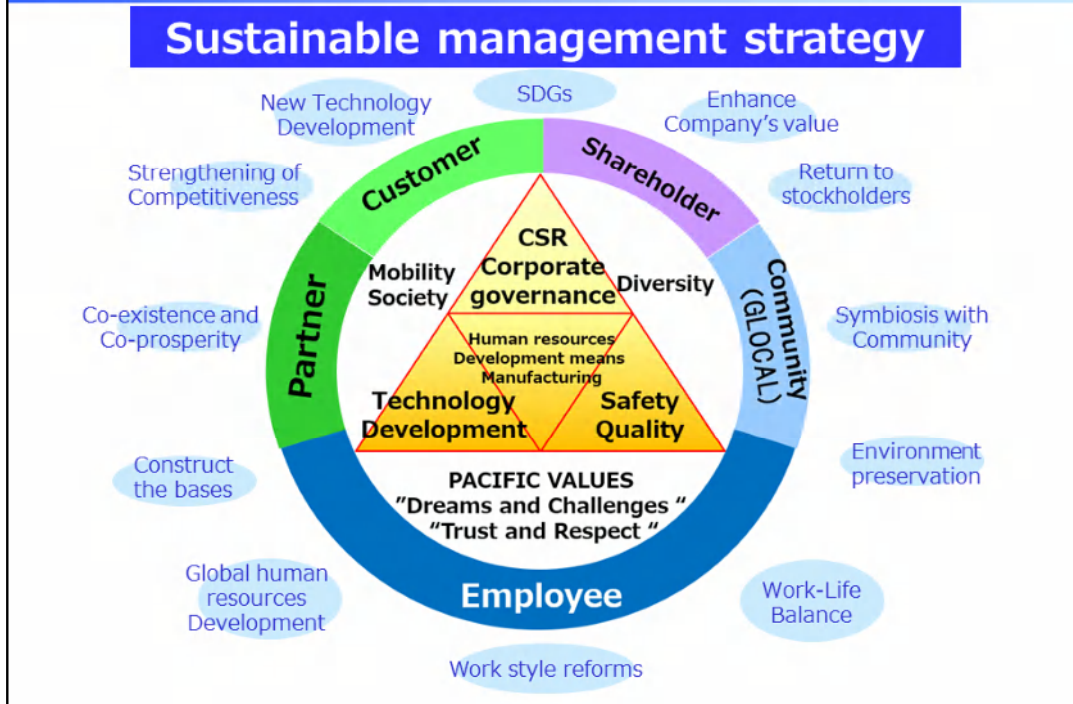 Sustainable management strategy
SDGs
New Technology
Development
Enhance
Company's value
Strengthening of
Competitiveness
Return to
stockholders
Customer
Shareholder
Partner
Community
(GLOCAL)
Employee
CSR
Corporate
governance
Mobility
Society
Diversity
Human resources
Development means
Manufacturing
Technology
Development
Safety
Quality
PACIFIC VALUES
”Dreams and Challenges “
“Trust and Respect “
Co-existence and
Co-prosperity
Symbiosis with
Community
Construct
the bases
Environment
preservation
Global human
resources
Development
Work-Life
Balance
Work style reforms